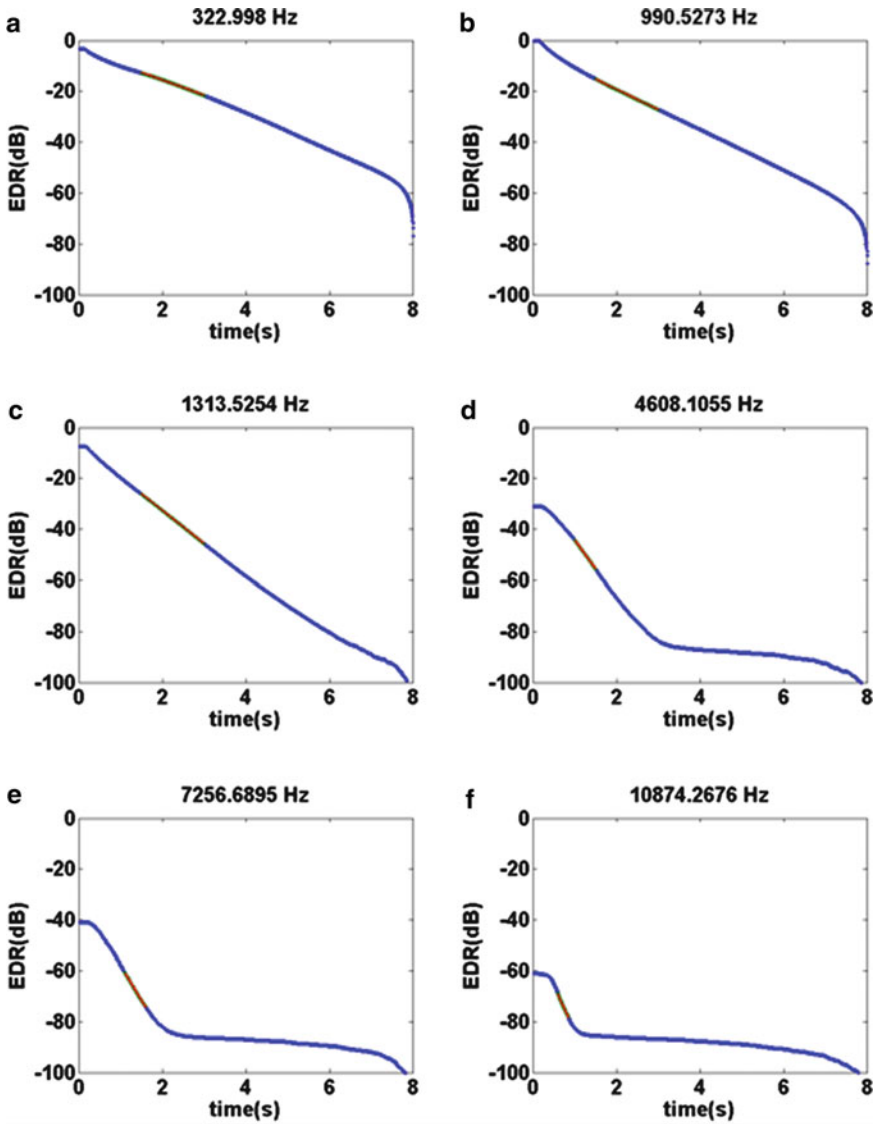 a
322.998 Hz
0
-20
-40
-60
-80
-100
EDR(dB)
0 2 4 6 8
time(s)
b
990.5273 Hz
0
-20
-40
-60
-80
-100
EDR(dB)
0 2 4 6 8
time(s)
c
1313.5254 Hz
0
-20
-40
-60
-80
-100
EDR(dB)
0 2 4 6 8
time(s)
d
4608.1055 Hz
0
-20
-40
-60
-80
-100
EDR(dB)
0 2 4 6 8
time(s)
e
7256.6895 Hz
0
-20
-40
-60
-80
-100
EDR(dB)
0 2 4 6 8
time(s)
f
10874.2676 Hz
0
-20
-40
-60
-80
-100
EDR(dB)
0 2 4 6 8
time(s)